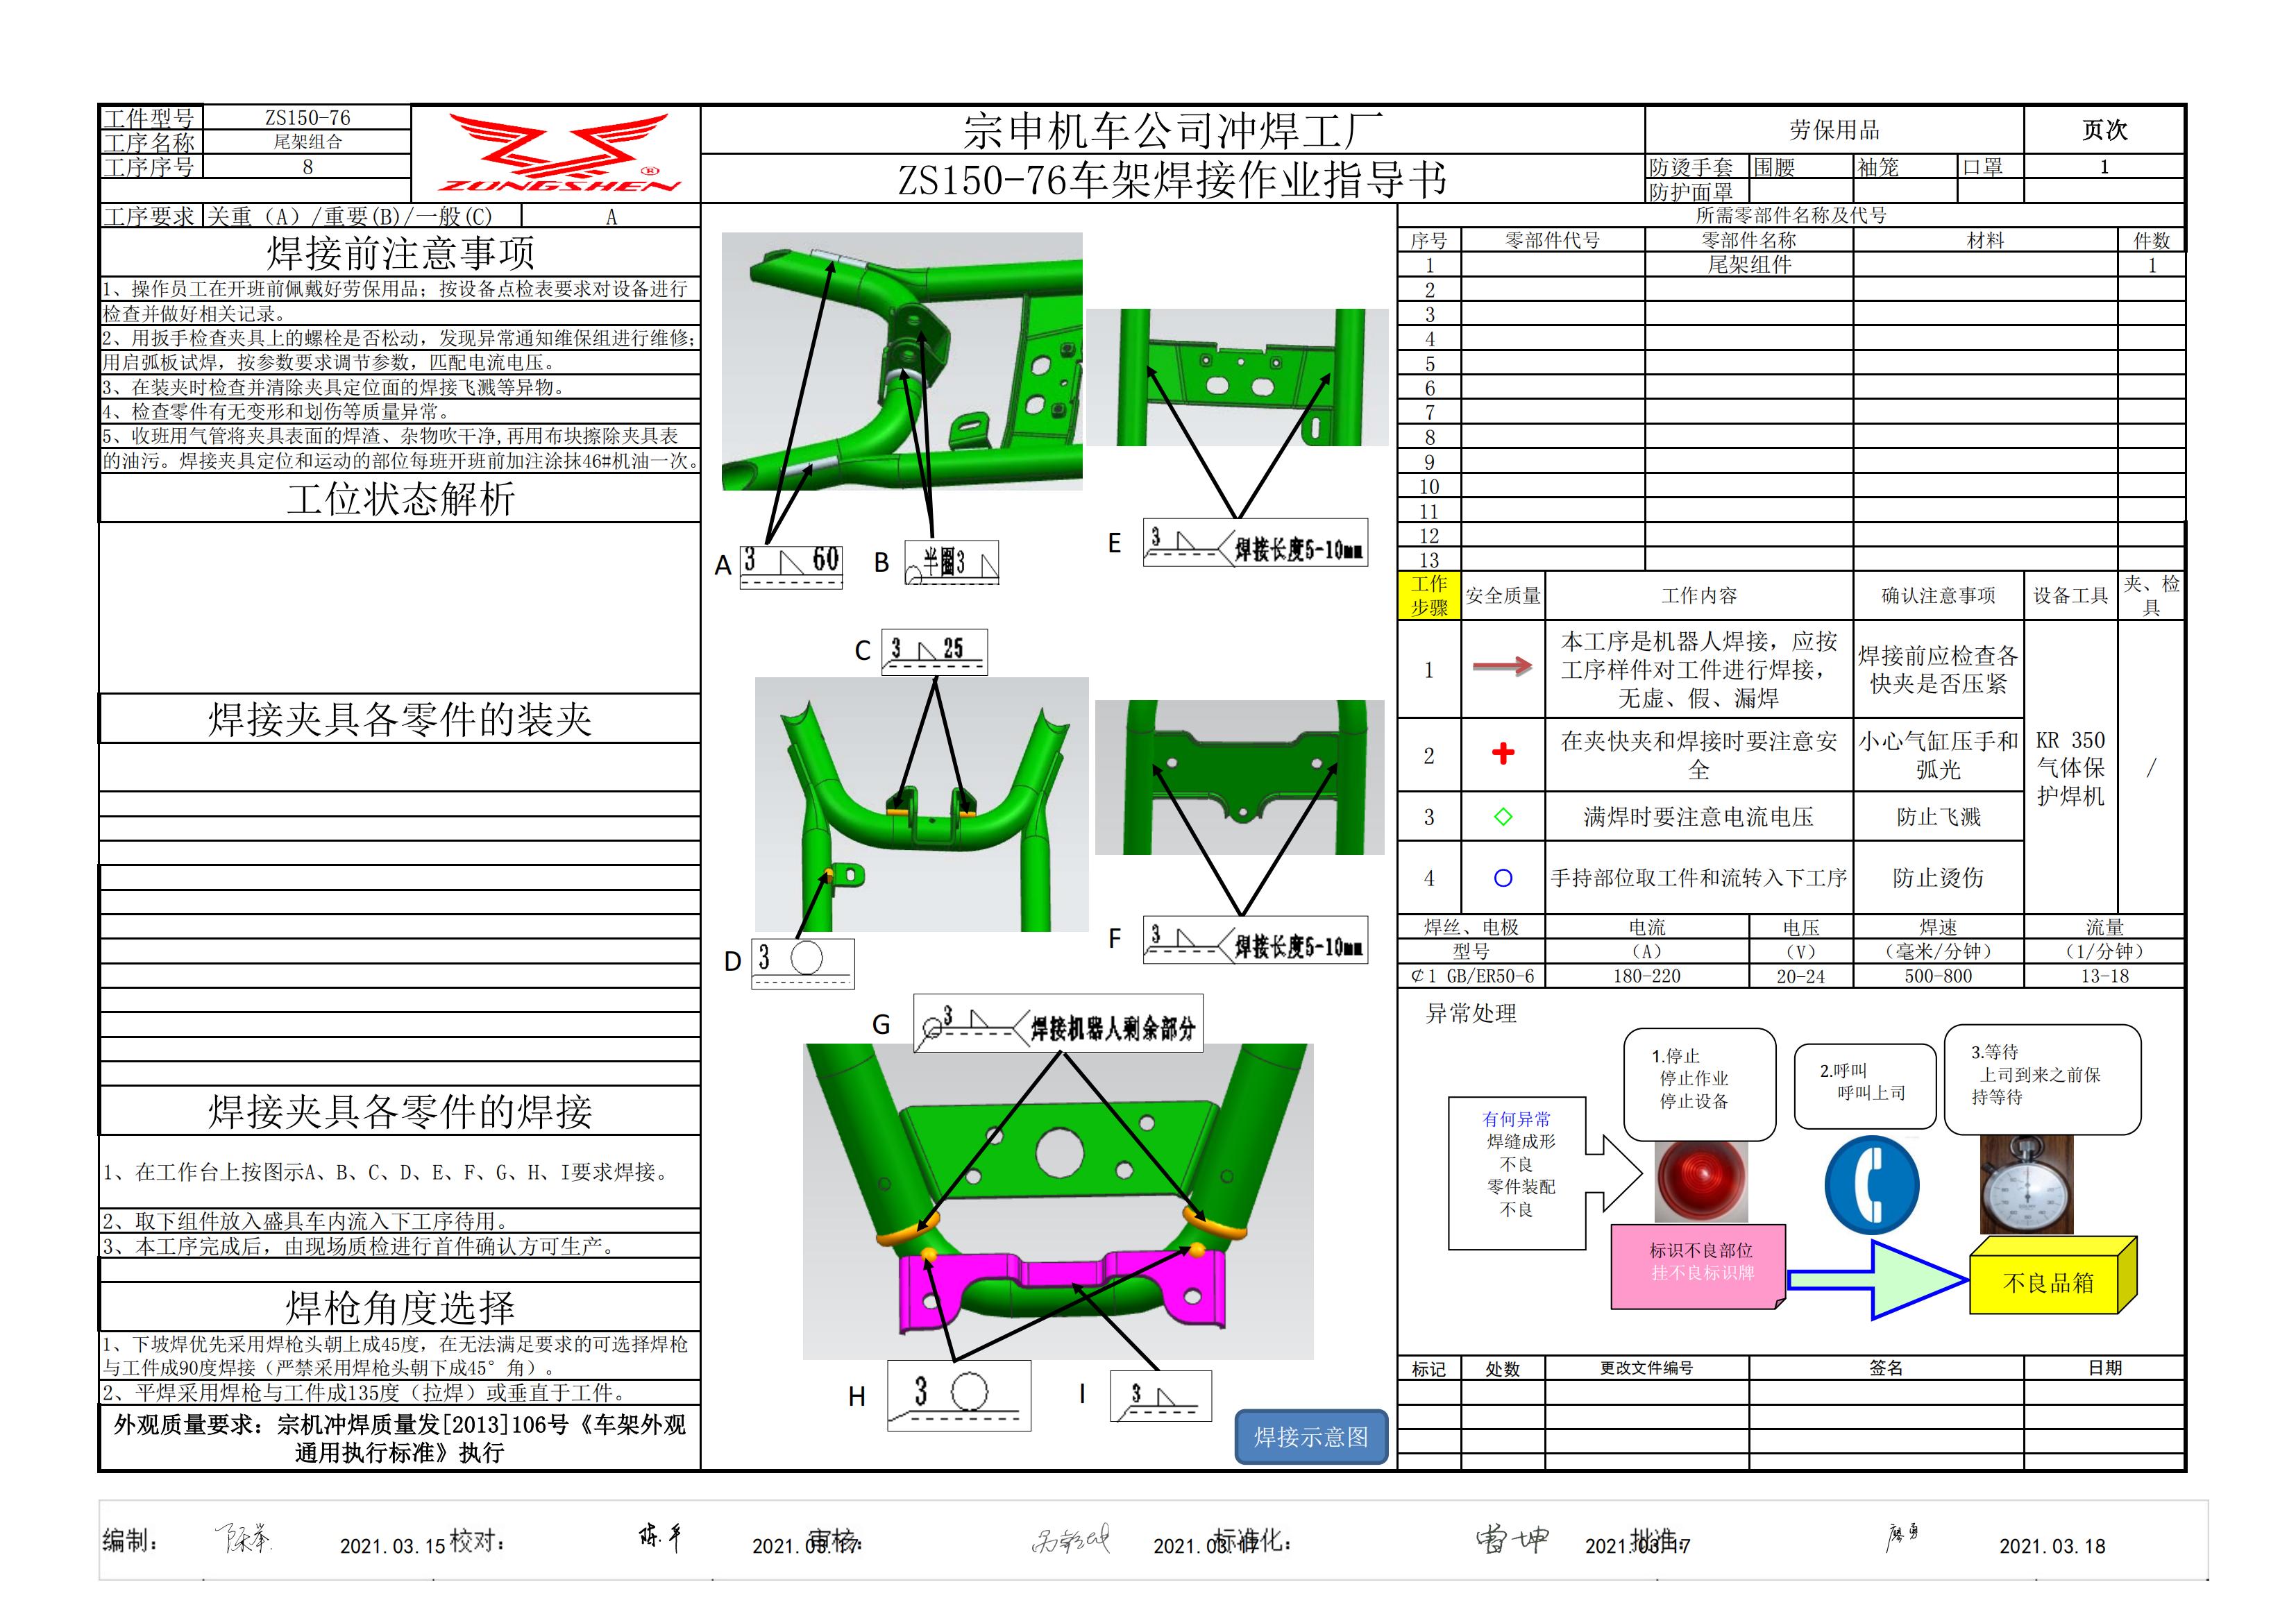 工件型号 ZS150-76
工序名称 尾架组合
工序序号 8
ZONGSHEN ®
宗申机车公司冲焊工厂
ZS150-76车架焊接作业指导书
劳保用品 页次
防烫手套 围腰 袖笼 口罩 1
防护面罩
工序要求 关重（A）/重要(B)/一般(C) A
焊接前注意事项
1、操作员工在开班前佩戴好劳保用品；按设备点检表要求对设备进行
检查并做好相关记录。
2、用扳手检查夹具上的螺栓是否松动，发现异常通知维保组进行维修；
用启弧板试焊，按参数要求调节参数，匹配电流电压。
3、在装夹时检查并清除夹具定位面的焊接飞溅等异物。
4、检查零件有无变形和划伤等质量异常。
5、收班用气管将夹具表面的焊渣、杂物吹干净,再用布块擦除夹具表
的油污。焊接夹具定位和运动的部位每班开班前加注涂抹46#机油一次。
工位状态解析
焊接夹具各零件的装夹
焊接夹具各零件的焊接
1、在工作台上按图示A、B、C、D、E、F、G、H、I要求焊接。
2、取下组件放入盛具车内流入下工序待用。
3、本工序完成后，由现场质检进行首件确认方可生产。
焊枪角度选择
1、下坡焊优先采用焊枪头朝上成45度，在无法满足要求的可选择焊枪
与工件成90度焊接（严禁采用焊枪头朝下成45°角）。
2、平焊采用焊枪与工件成135度（拉焊）或垂直于工件。
外观质量要求：宗机冲焊质量发[2013]106号《车架外观
通用执行标准》执行
A 3 60
B 半圈3
E 3 焊接长度5-10mm
C 3 25
D 3
F 3 焊接长度5-10mm
G 3 焊接机器人剩余部分
H 3
I 3
焊接示意图
所需零部件名称及代号
序号 零部件代号 零部件名称 材料 件数
1 尾架组件 1
2
3
4
5
6
7
8
9
10
11
12
13
工作步骤 安全质量 工作内容 确认注意事项 设备工具 夹、检具
1 本工序是机器人焊接，应按
工序样件对工件进行焊接，
无虚、假、漏焊
焊接前应检查各
快夹是否压紧
2 在夹快夹和焊接时要注意安
全
小心气缸压手和
弧光
KR 350
气体保
护焊机
/
3 满焊时要注意电流电压 防止飞溅
4 手持部位取工件和流转入下工序 防止烫伤
焊丝、电极 电流 电压 焊速 流量
型号 （A） （V） （毫米/分钟） （1/分钟）
¢1 GB/ER50-6 180-220 20-24 500-800 13-18
异常处理
有何异常
焊缝成形
不良
零件装配
不良
1.停止
停止作业
停止设备
2.呼叫
呼叫上司
3.等待
上司到来之前保
持等待
标识不良部位
挂不良标识牌
不良品箱
标记 处数 更改文件编号 签名 日期
编制： 2021.03.15 校对： 陈平 2021.03.17 审核： 2021.03.17 标准化： 雷坤 2021.03.17 批准： 廖勇 2021.03.18